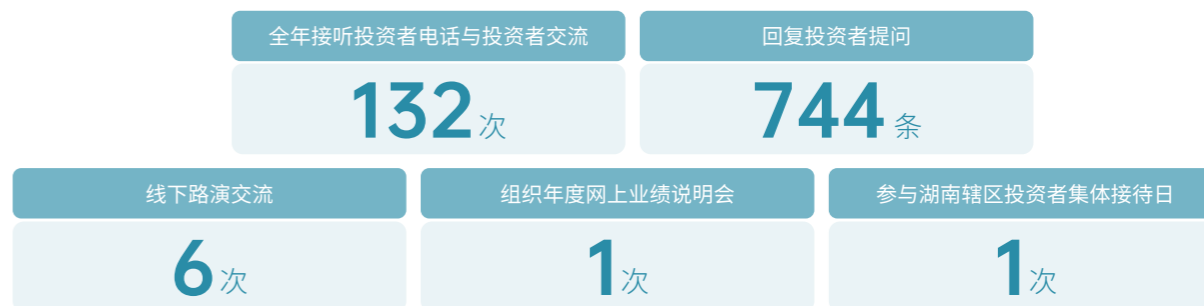 全年接听投资者电话与投资者交流
132次
回复投资者提问
744条
线下路演交流
6次
组织年度网上业绩说明会
1次
参与湖南辖区投资者集体接待日
1次